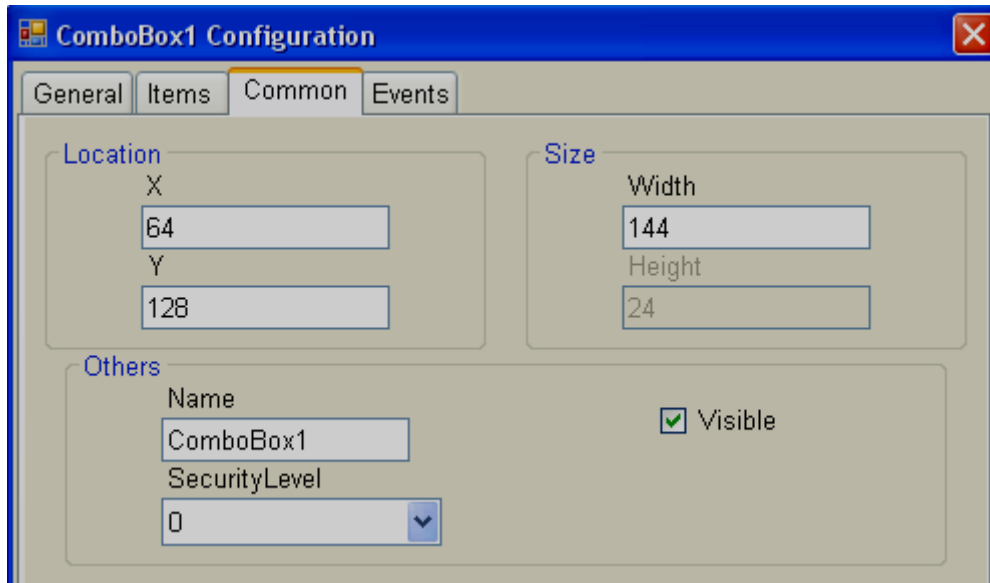 ComboBox1 Configuration
General Items Common Events
Location
X
64
Y
128
Size
Width
144
Height
24
Others
Name
ComboBox1
SecurityLevel
0
Visible